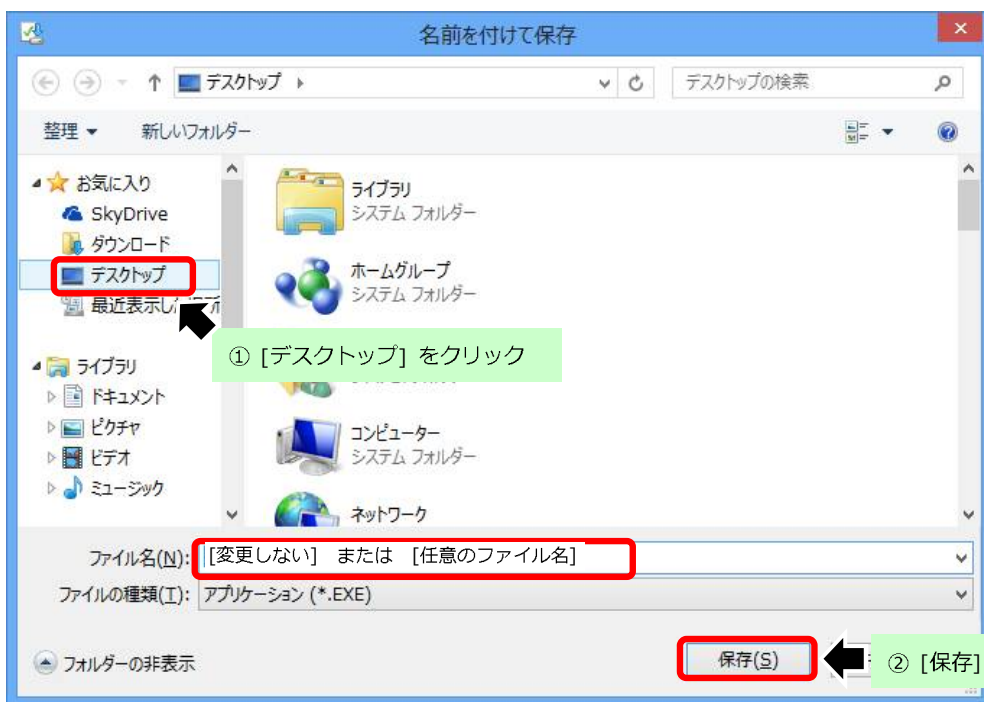 名前を付けて保存
デスクトップ
デスクトップの検索
整理
新しいフォルダー
お気に入り
SkyDrive
ダウンロード
デスクトップ
最近表示し
ライブラリ
ドキュメント
ピクチャ
ビデオ
ミュージック
ライブラリ
システム フォルダー
ホームグループ
システム フォルダー
① [デスクトップ] をクリック
コンピューター
システム フォルダー
ネットワーク
ファイル名(N): [変更しない] または [任意のファイル名]
ファイルの種類(T): アプリケーション (*.EXE)
フォルダーの非表示
保存(S)
② [保存]